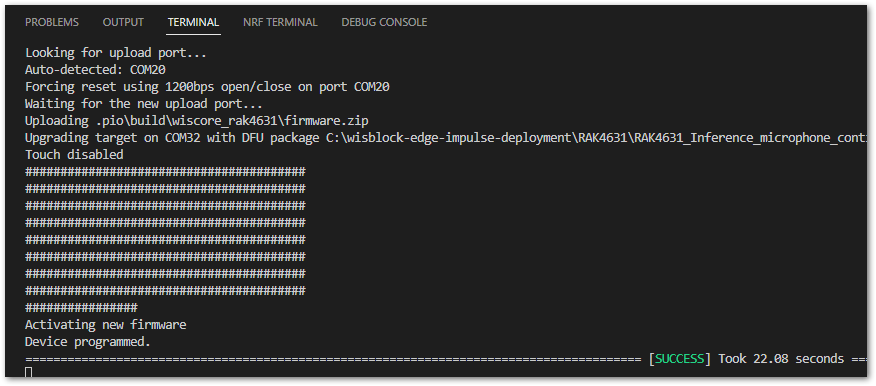 PROBLEMS OUTPUT TERMINAL NRF TERMINAL DEBUG CONSOLE
Looking for upload port...
Auto-detected: COM20
Forcing reset using 1200bps open/close on port COM20
Waiting for the new upload port...
Uploading .pio\build\wiscore_rak4631\firmware.zip
Upgrading target on COM32 with DFU package C:\wisblock-edge-impulse-deployment\RAK4631\RAK4631_Inference_microphone_conti
Touch disabled
########################################
########################################
########################################
########################################
########################################
########################################
########################################
########################################
################
Activating new firmware
Device programmed.
======================================================================================== [SUCCESS] Took 22.08 seconds ===